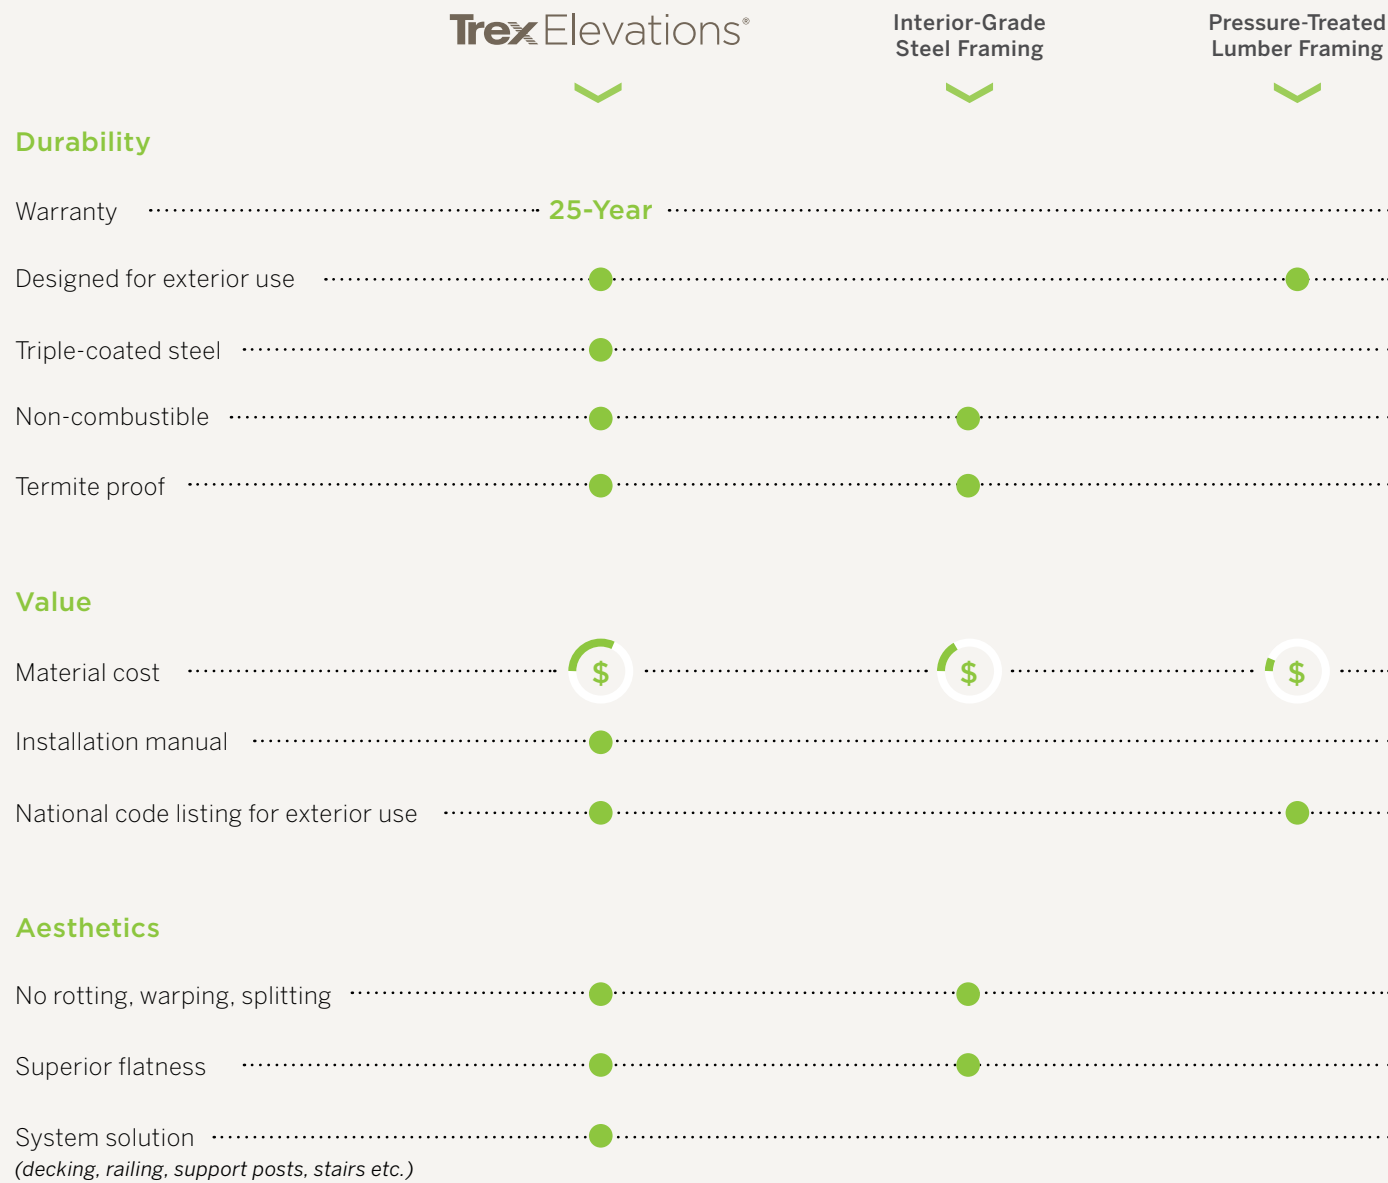 Trex Elevations®
Interior-Grade
Steel Framing
Pressure-Treated
Lumber Framing
Durability
Warranty 25-Year
Designed for exterior use
Triple-coated steel
Non-combustible
Termite proof
Value
Material cost $ $ $
Installation manual
National code listing for exterior use
Aesthetics
No rotting, warping, splitting
Superior flatness
System solution
(decking, railing, support posts, stairs etc.)